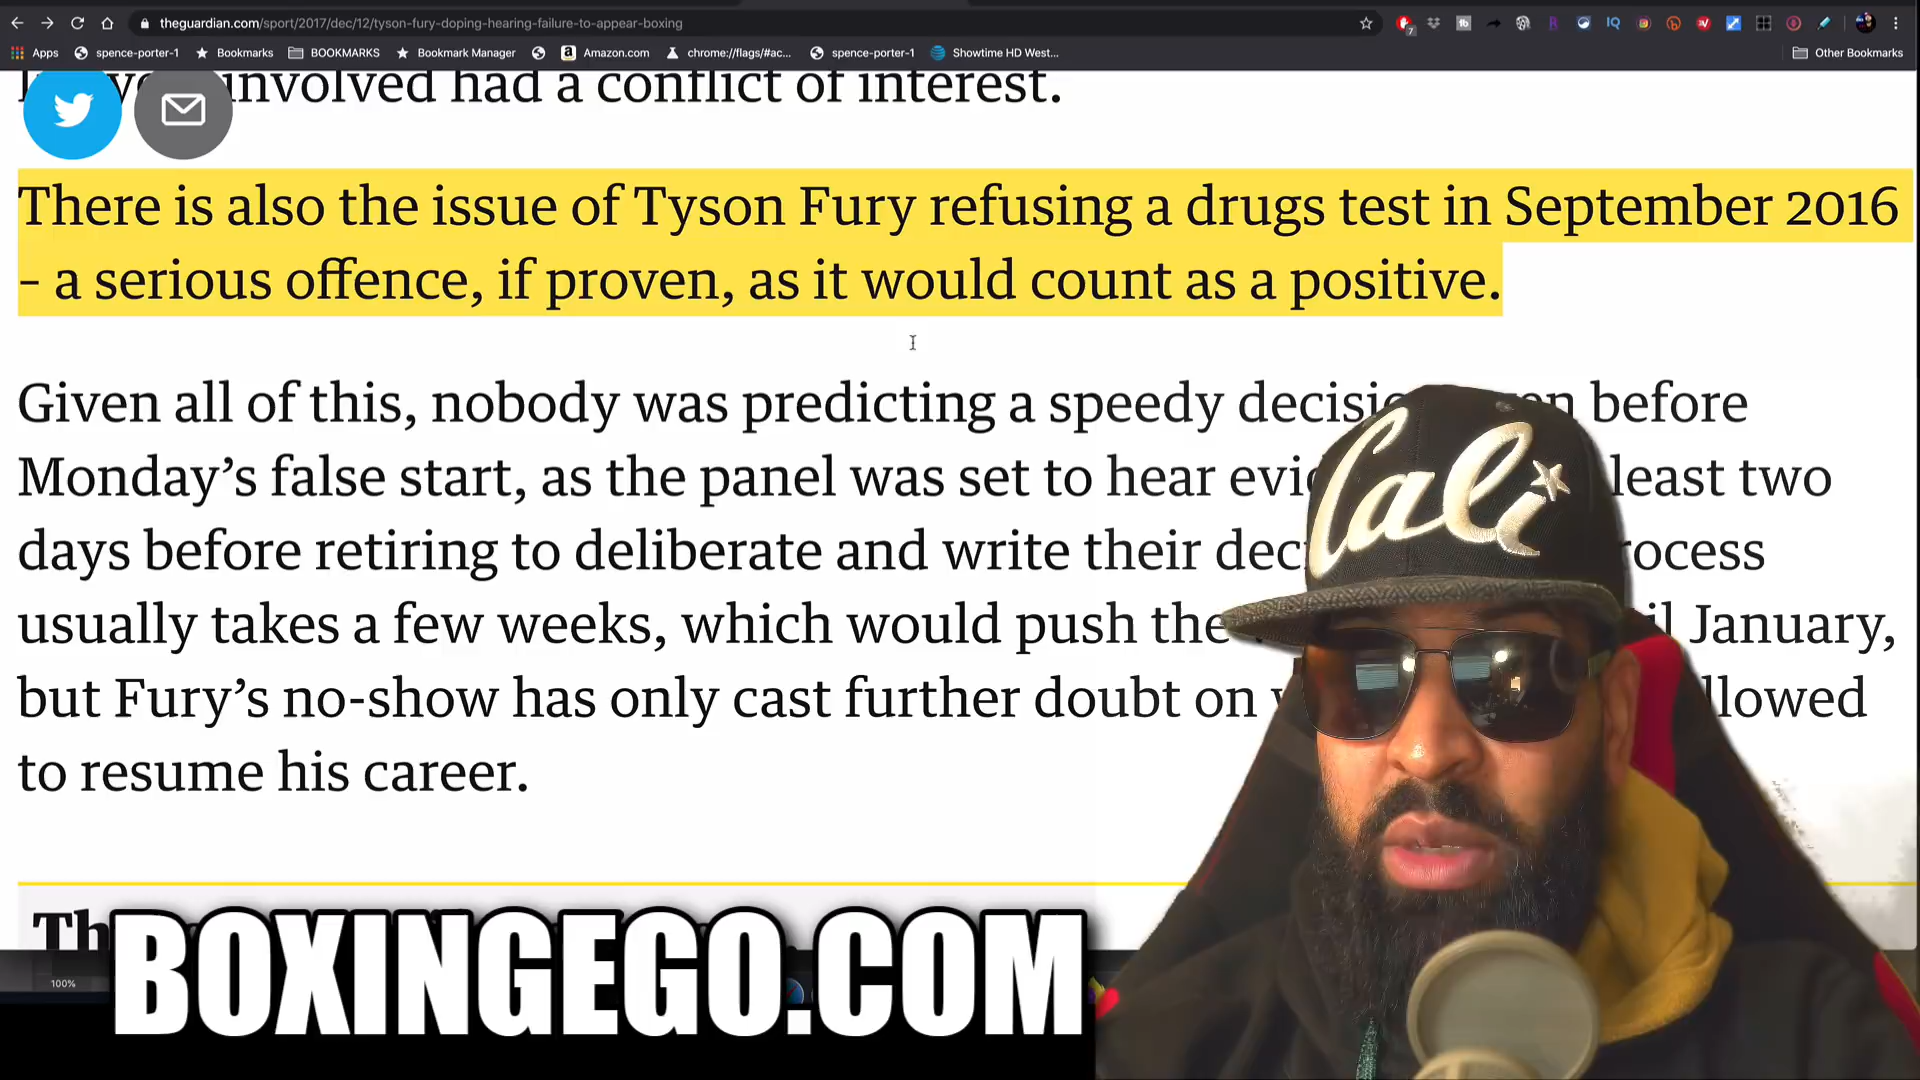 theguardian.com/sport/2017/dec/12/tyson-fury-doping-hearing-failure-to-appear-boxing
Apps spence-porter-1 Bookmarks BOOKMARKS Bookmark Manager Amazon.com chrome://flags/#ac... spence-porter-1 Showtime HD West... Other Bookmarks
involved had a conflict of interest.
There is also the issue of Tyson Fury refusing a drugs test in September 2016
– a serious offence, if proven, as it would count as a positive.
Given all of this, nobody was predicting a speedy before
Monday’s false start, as the panel was set to hear least two
days before retiring to deliberate and write their
usually takes a few weeks, which would push the January,
but Fury’s no-show has only cast further doubt on
to resume his career.
Cali
BOXINGEGO.COM
100%